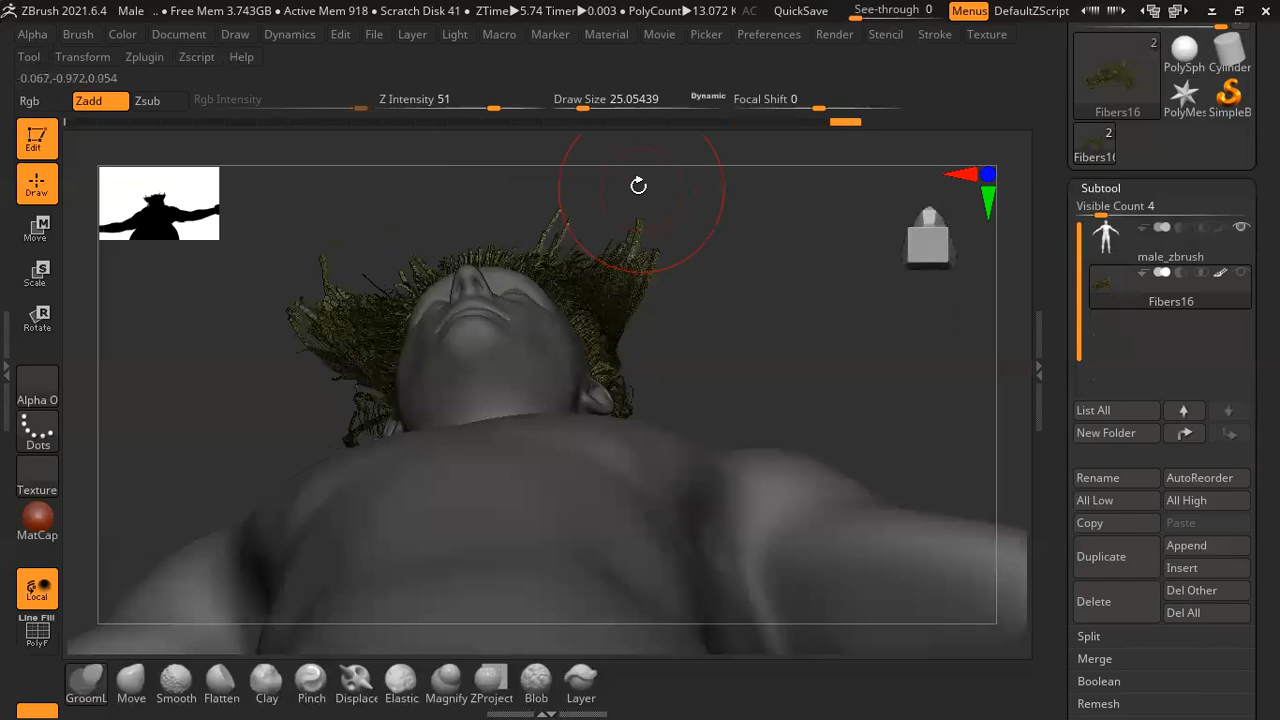 ZBrush 2021.6.4 Male • Free Mem 3.743GB • Active Mem 918 • Scratch Disk 41 • ZTime▶5.74 Timer▶0.003 • PolyCount▶13.072 K
QuickSave
See-through 0
Menus
DefaultZScript
Alpha Brush Color Document Draw Dynamics Edit File Layer Light Macro Marker Material Movie Picker Preferences Render Stencil Stroke Texture
Tool Transform Zplugin Zscript Help
-0.067,-0.972,0.054
Rgb
Zadd
Zsub
Rgb Intensity
Z Intensity 51
Draw Size 25.05439
Dynamic
Focal Shift 0
Edit
Draw
Move
Scale
Rotate
Alpha O
Dots
Texture
MatCap
Local
Line Fill
PolyF
2
Fibers16
PolySph
Cylinder
PolyMes
SimpleB
2
Fibers16
Subtool
Visible Count 4
male_zbrush
Fibers16
List All
New Folder
Rename
AutoReorder
All Low
All High
Copy
Paste
Duplicate
Append
Insert
Delete
Del Other
Del All
Split
Merge
Boolean
Remesh
GroomL
Move
Smooth
Flatten
Clay
Pinch
Displace
Elastic
Magnify
ZProject
Blob
Layer